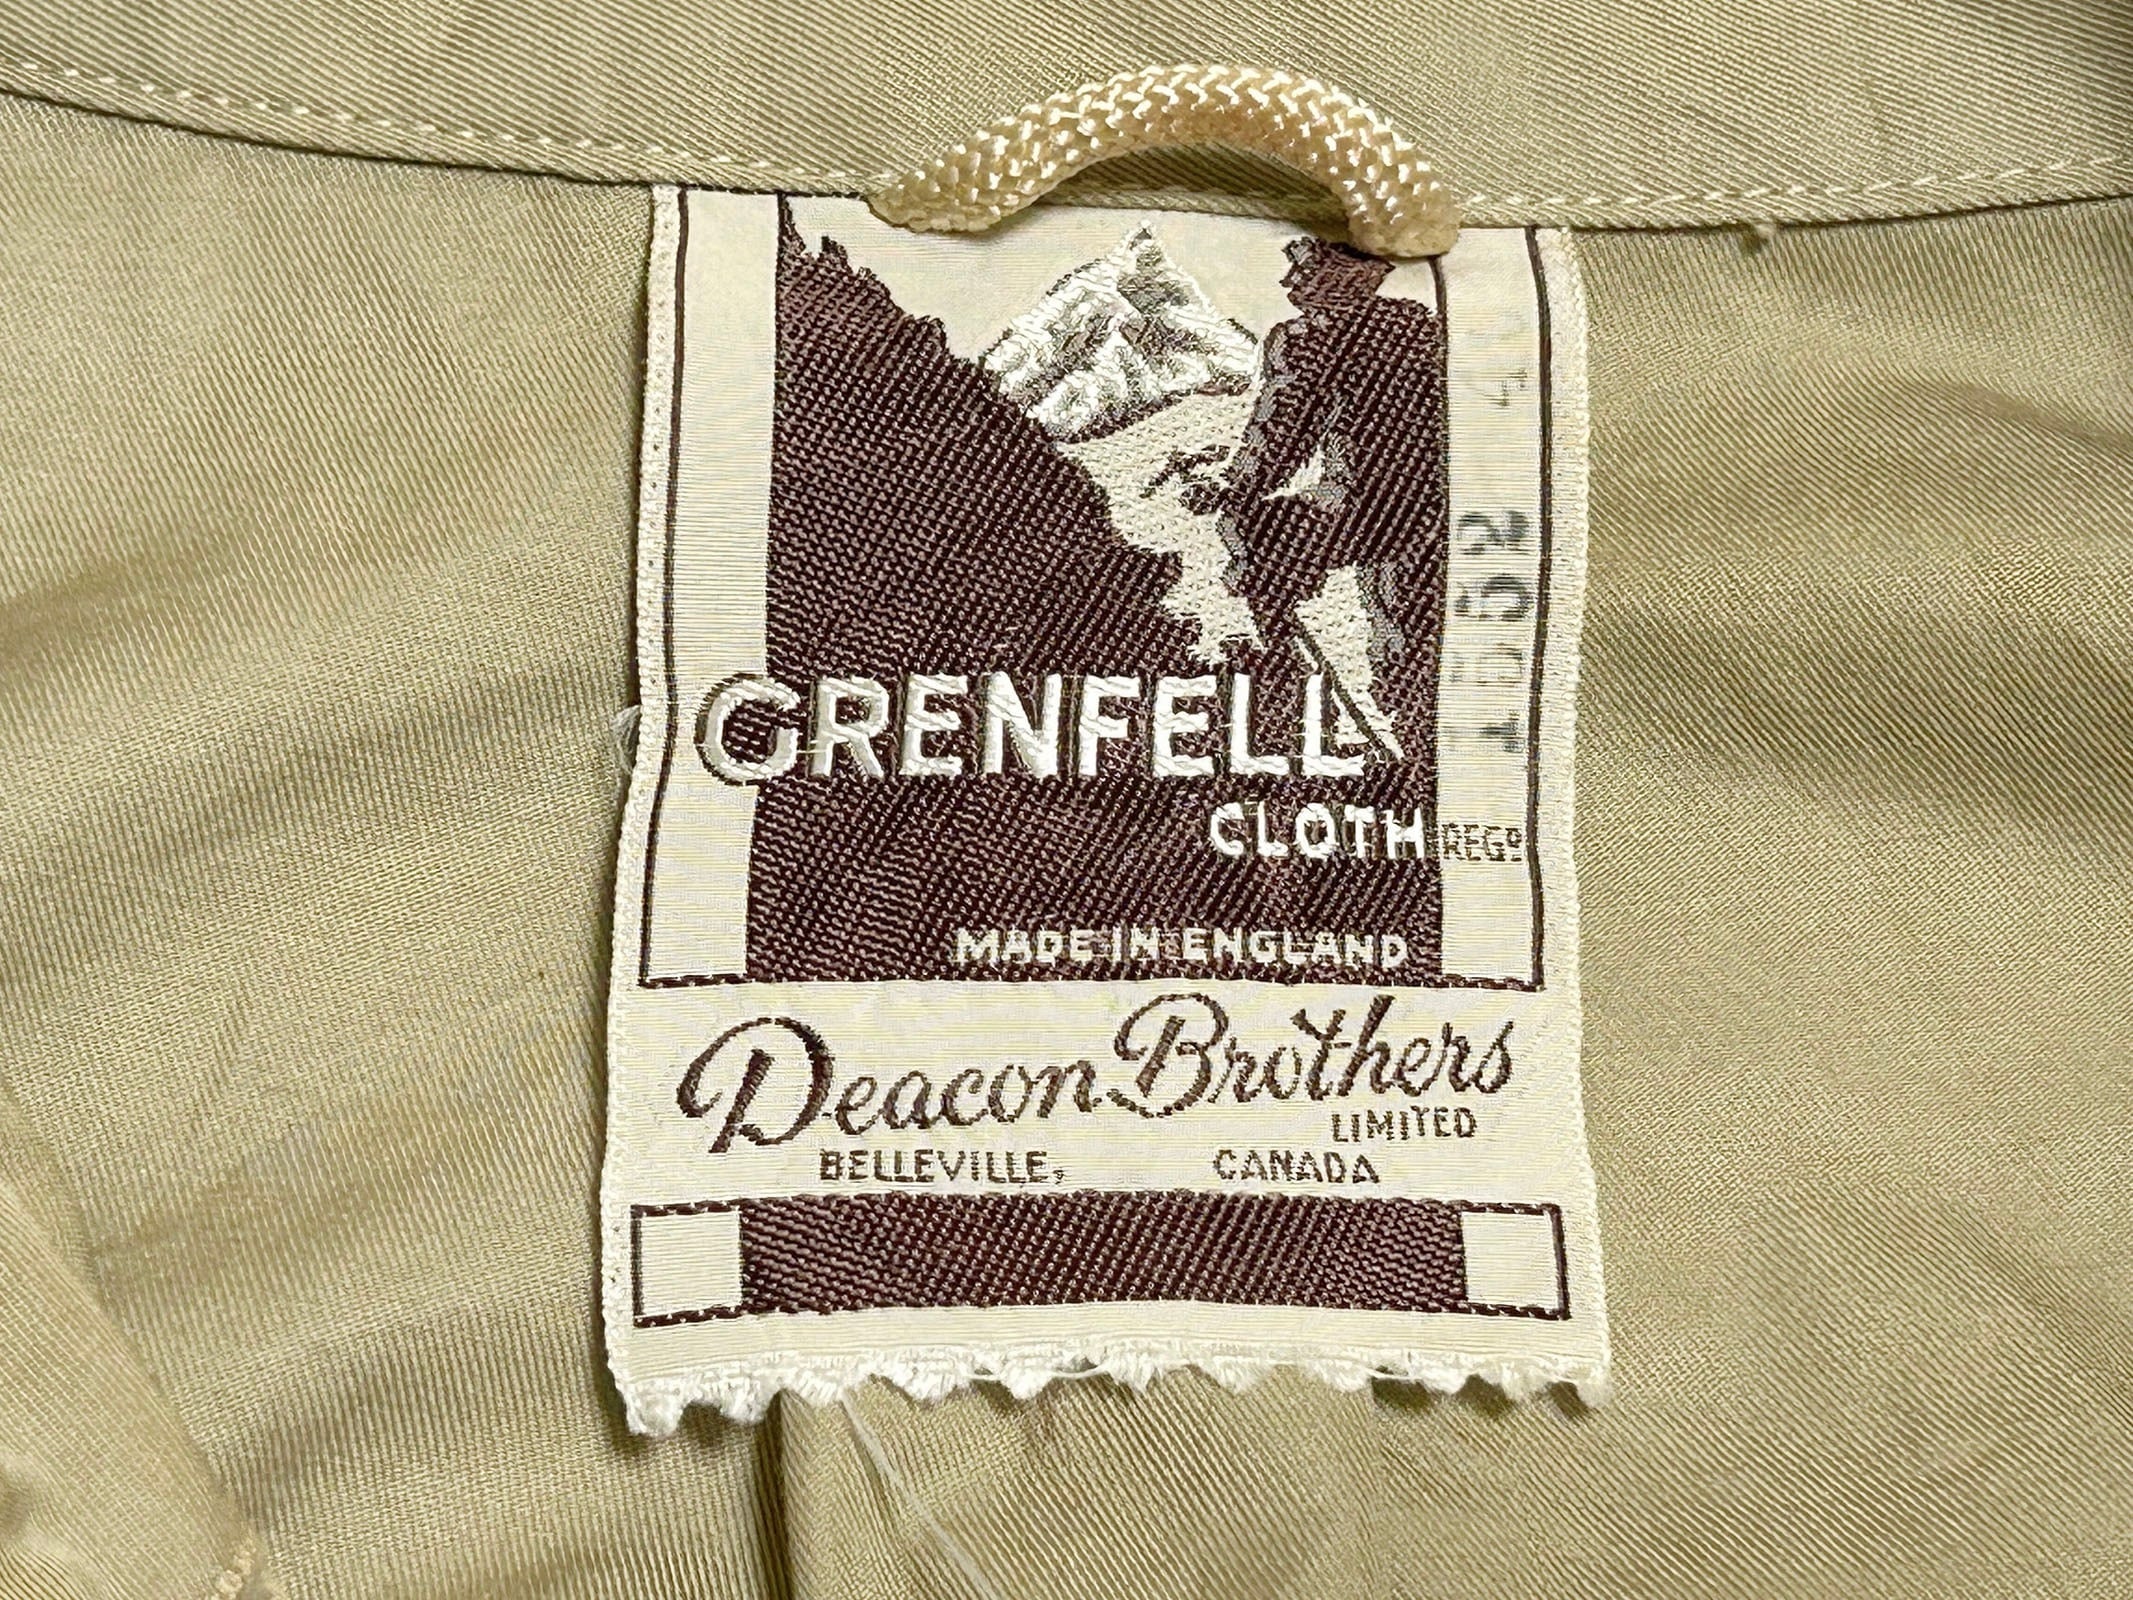 GRENFELL
CLOTH REGD
MADE IN ENGLAND
Deacon Brothers
LIMITED
BELLEVILLE, CANADA